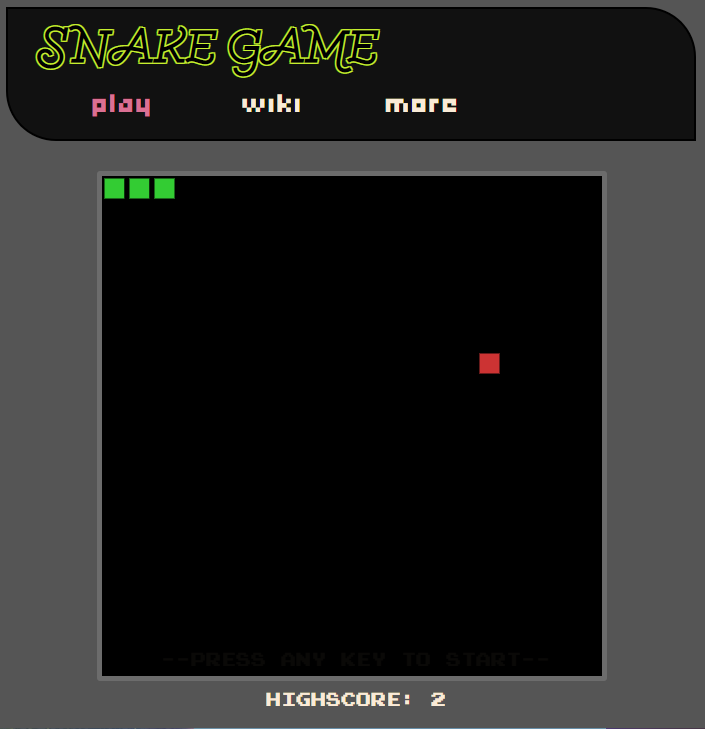 SNAKE GAME
play wiki more
--PRESS ANY KEY TO START--
HIGHSCORE: 2